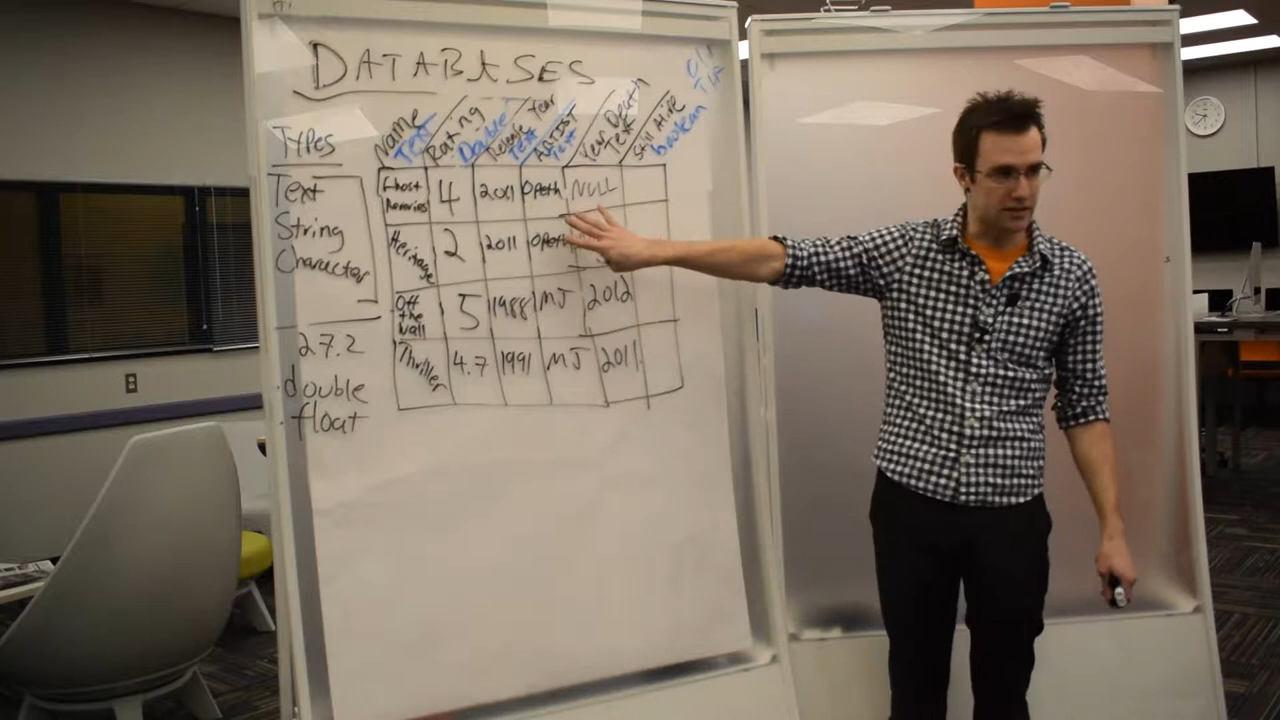 DATABASES
0/1
T/F
TYPES
Text
String
Character
27.2
double
float
Name Text
Rating Double
Release Year Text
ARTIST Text
Year Death Text
Still Alive boolean
Ghost Reveries 4 2011 Opeth NULL
Heritage 2 2011 Opeth
Off the Wall 5 1988 MJ 2012
Thriller 4.7 1991 MJ 2011